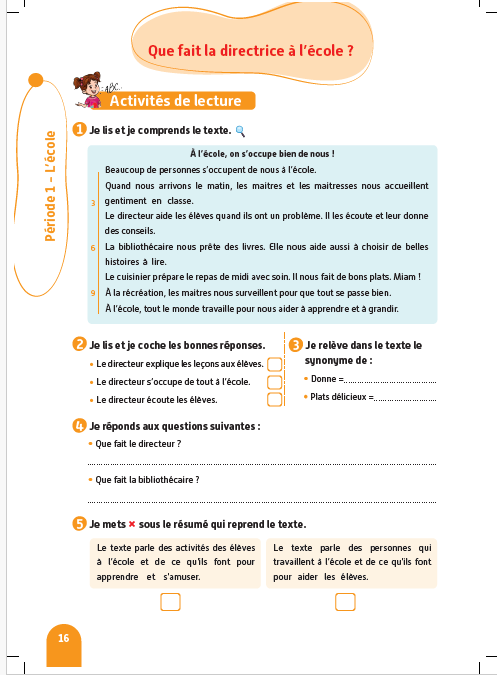 Que fait la directrice à l'école ?
ABC
Activités de lecture
Période 1 - L'école
1 Je lis et je comprends le texte.
À l'école, on s'occupe bien de nous !
Beaucoup de personnes s'occupent de nous à l'école.
Quand nous arrivons le matin, les maitres et les maitresses nous accueillent
3 gentiment en classe.
Le directeur aide les élèves quand ils ont un problème. Il les écoute et leur donne
des conseils.
6 La bibliothécaire nous prête des livres. Elle nous aide aussi à choisir de belles
histoires à lire.
Le cuisinier prépare le repas de midi avec soin. Il nous fait de bons plats. Miam !
9 À la récréation, les maitres nous surveillent pour que tout se passe bien.
À l'école, tout le monde travaille pour nous aider à apprendre et à grandir.
2 Je lis et je coche les bonnes réponses.
• Le directeur explique les leçons aux élèves.
• Le directeur s'occupe de tout à l'école.
• Le directeur écoute les élèves.
3 Je relève dans le texte le
synonyme de :
• Donne =................................
• Plats délicieux =......................
4 Je réponds aux questions suivantes :
• Que fait le directeur ?
• Que fait la bibliothécaire ?
5 Je mets ✖ sous le résumé qui reprend le texte.
Le texte parle des activités des élèves
à l'école et de ce qu'ils font pour
apprendre et s'amuser.
Le texte parle des personnes qui
travaillent à l'école et de ce qu'ils font
pour aider les élèves.
16